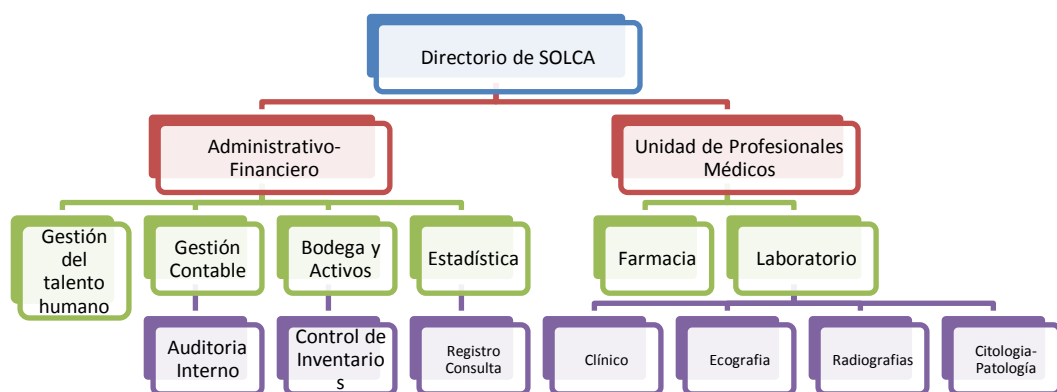 Directorio de SOLCA
Administrativo-
Financiero
Unidad de Profesionales
Médicos
Gestión
del
talento
humano
Gestión
Contable
Bodega y
Activos
Estadística
Farmacia
Laboratorio
Auditoria
Interno
Control de
Inventario
s
Registro
Consulta
Clínico
Ecografia
Radiografias
Citologia-
Patología